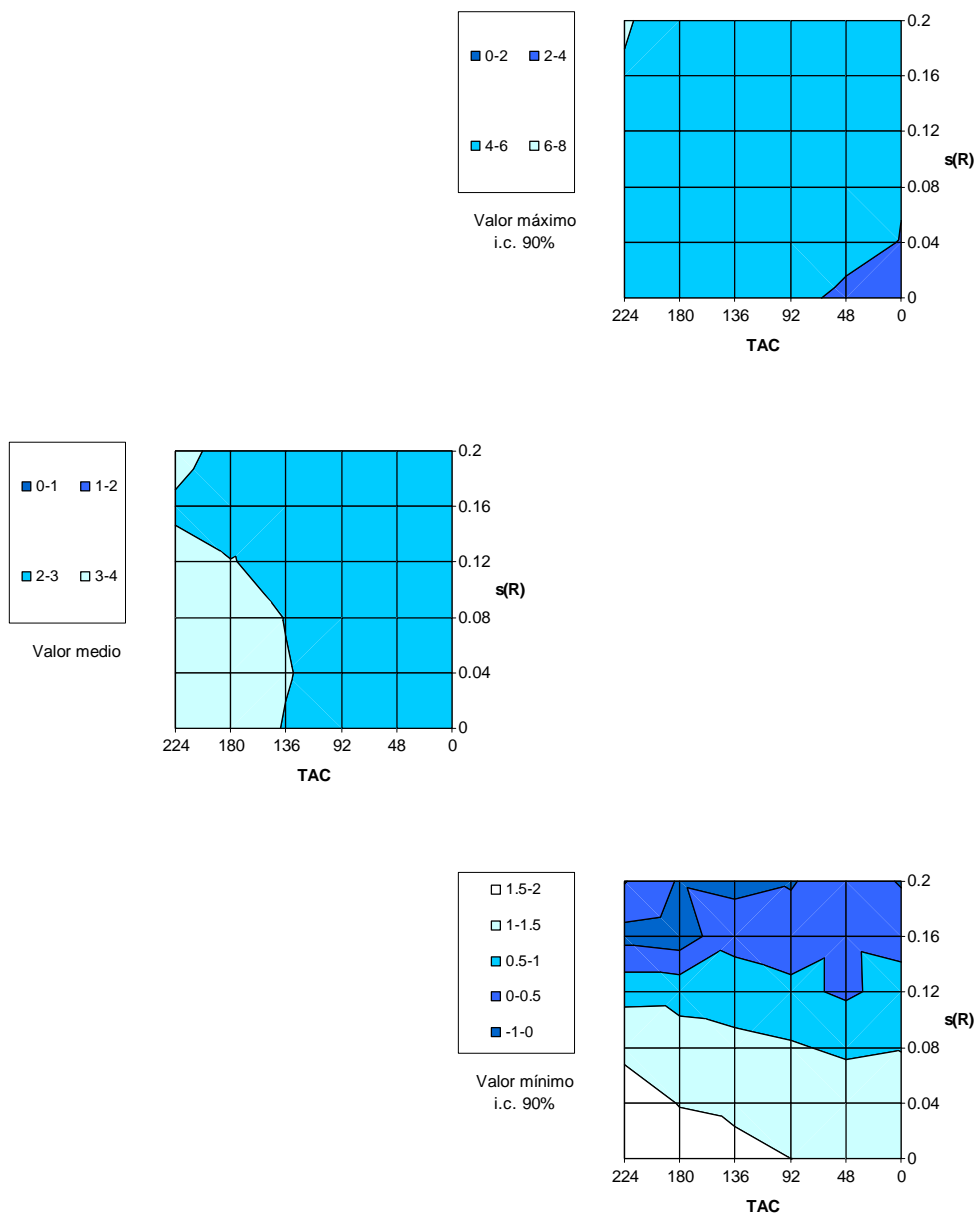 0-2 2-4
4-6 6-8
Valor máximo
i.c. 90%
0.2
0.16
0.12
0.08
0.04
0
s(R)
224 180 136 92 48 0
TAC
0-1 1-2
2-3 3-4
Valor medio
0.2
0.16
0.12
0.08
0.04
0
s(R)
224 180 136 92 48 0
TAC
1.5-2
1-1.5
0.5-1
0-0.5
-1-0
Valor mínimo
i.c. 90%
0.2
0.16
0.12
0.08
0.04
0
s(R)
224 180 136 92 48 0
TAC